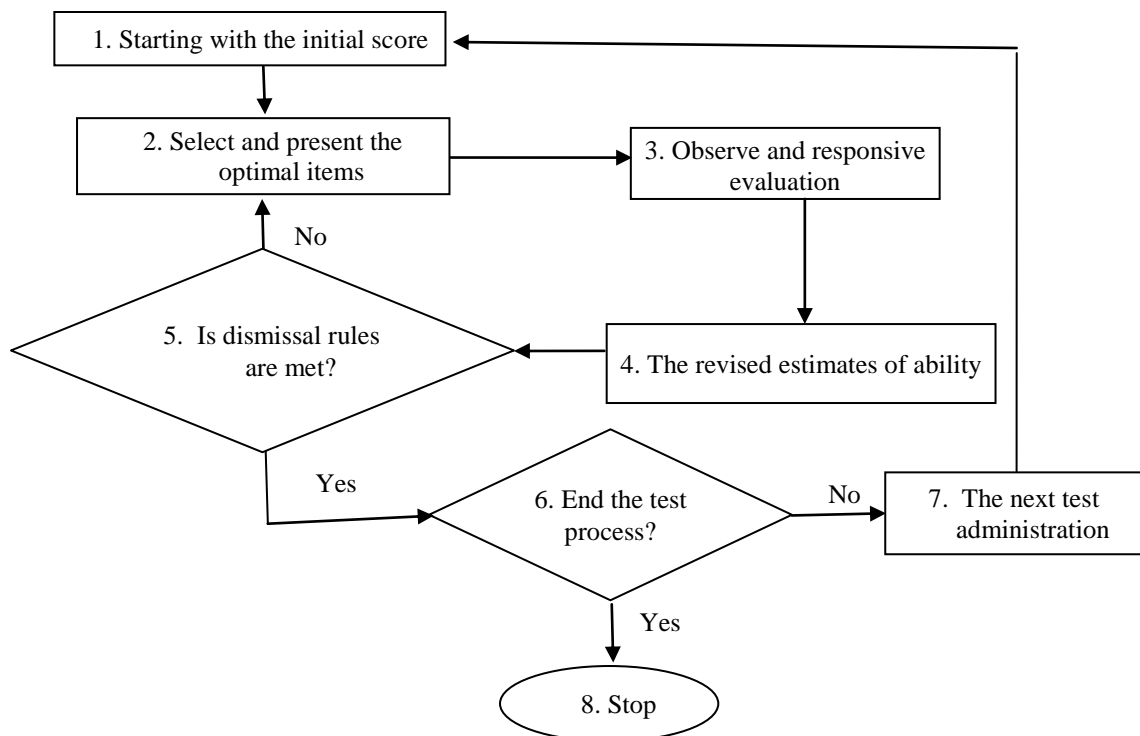 1. Starting with the initial score
2. Select and present the
optimal items
3. Observe and responsive
evaluation
No
5. Is dismissal rules
are met?
4. The revised estimates of ability
Yes
6. End the test
process?
No
7. The next test
administration
Yes
8. Stop